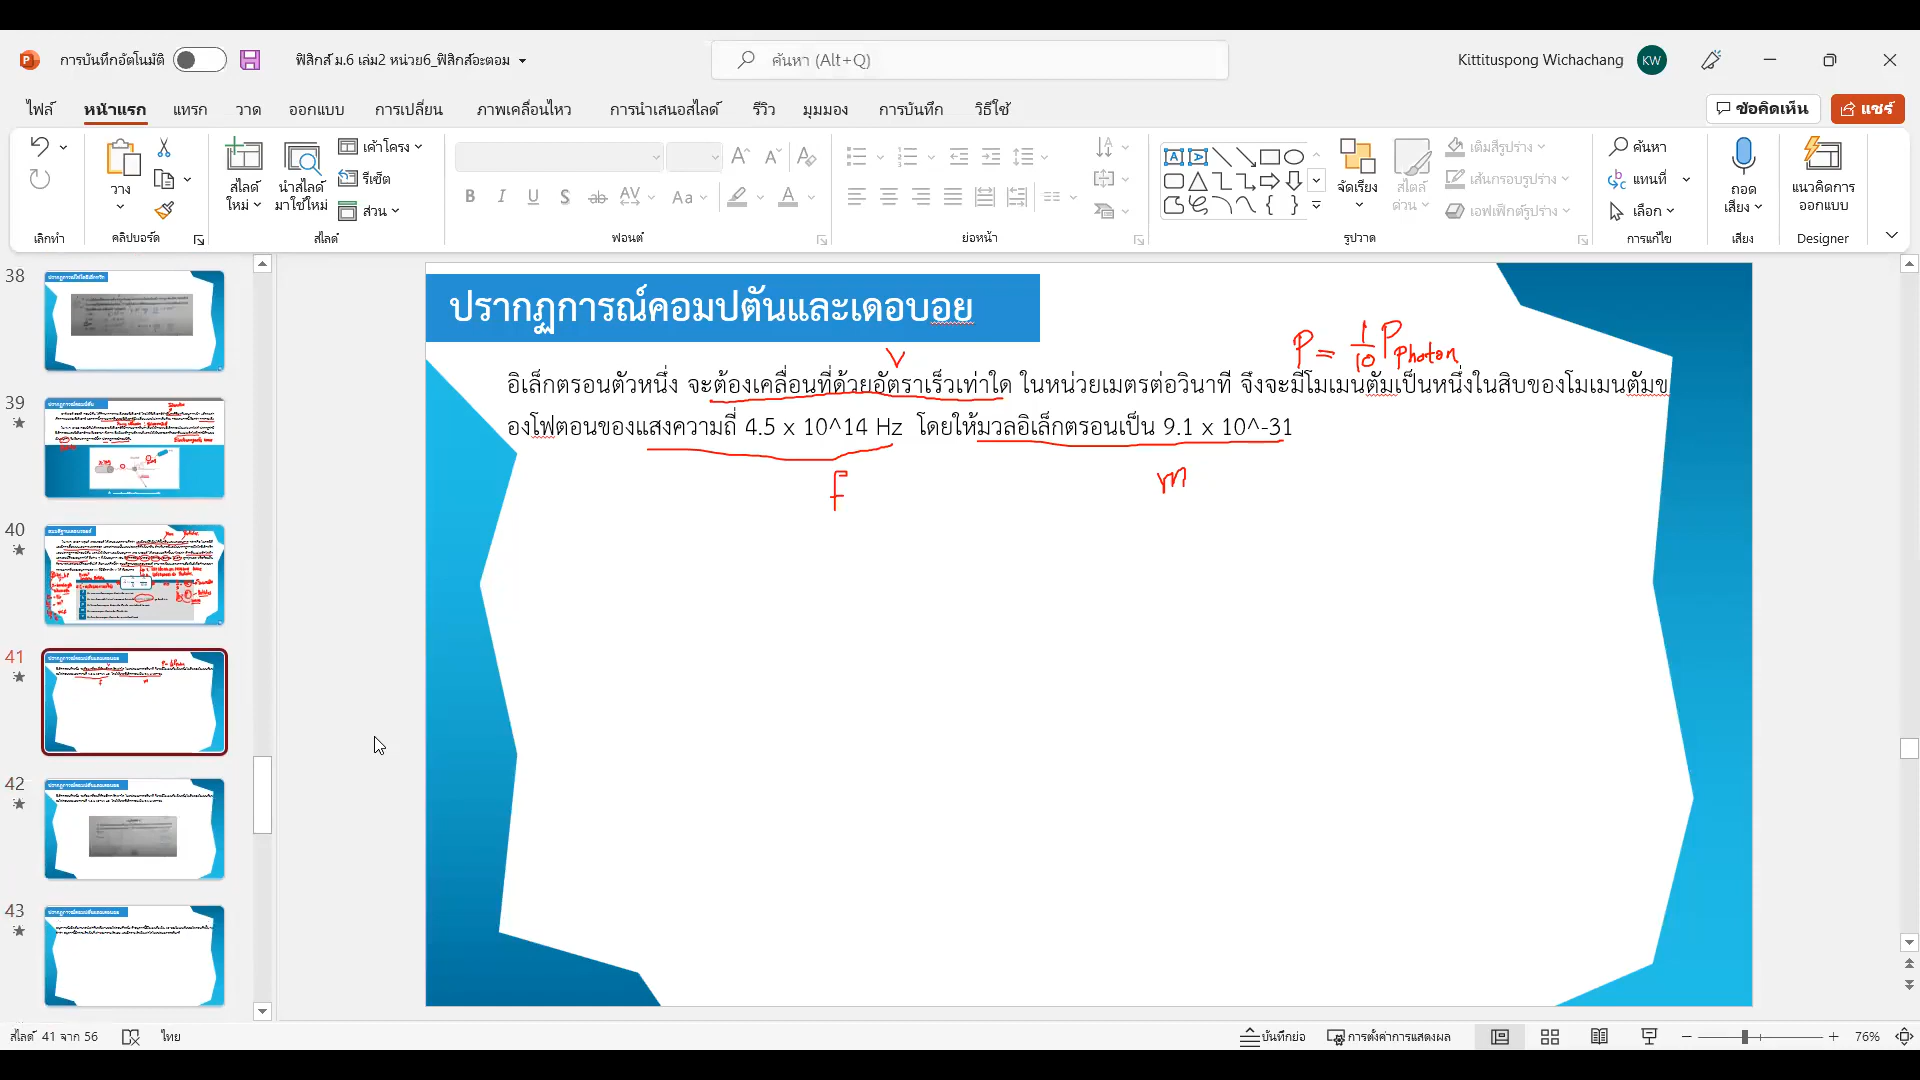 การบันทึกอัตโนมัติ
ฟิสิกส์ ม.6 เล่ม2 หน่วย6_ฟิสิกส์อะตอม
ค้นหา (Alt+Q)
Kittituspong Wichachang
KW
ไฟล์ หน้าแรก แทรก วาด ออกแบบ การเปลี่ยน ภาพเคลื่อนไหว การนำเสนอสไลด์ รีวิว มุมมอง การบันทึก วิธีใช้
ข้อคิดเห็น
แชร์
วาง
สไลด์ใหม่
นำสไลด์มาใช้ใหม่
เค้าโครง
รีเซ็ต
ส่วน
จัดเรียง
สไตล์ด่วน
เติมสีรูปร่าง
เส้นกรอบรูปร่าง
เอฟเฟ็กต์รูปร่าง
ค้นหา
แทนที่
เลือก
ถอดเสียง
แนวคิดการออกแบบ
เลิกทำ คลิปบอร์ด สไลด์ ฟอนต์ ย่อหน้า รูปวาด การแก้ไข เสียง Designer
38
39
40
41
42
43
ปรากฏการณ์คอมปตันและเดอบอย
P = 1/10 P Photon
v
อิเล็กตรอนตัวหนึ่ง จะต้องเคลื่อนที่ด้วยอัตราเร็วเท่าใด ในหน่วยเมตรต่อวินาที จึงจะมีโมเมนตัมเป็นหนึ่งในสิบของโมเมนตัมข
องโฟตอนของแสงความถี่ 4.5 x 10^14 Hz โดยให้มวลอิเล็กตรอนเป็น 9.1 x 10^-31
f
m
สไลด์ 41 จาก 56
ไทย
บันทึกย่อ
การตั้งค่าการแสดงผล
76%